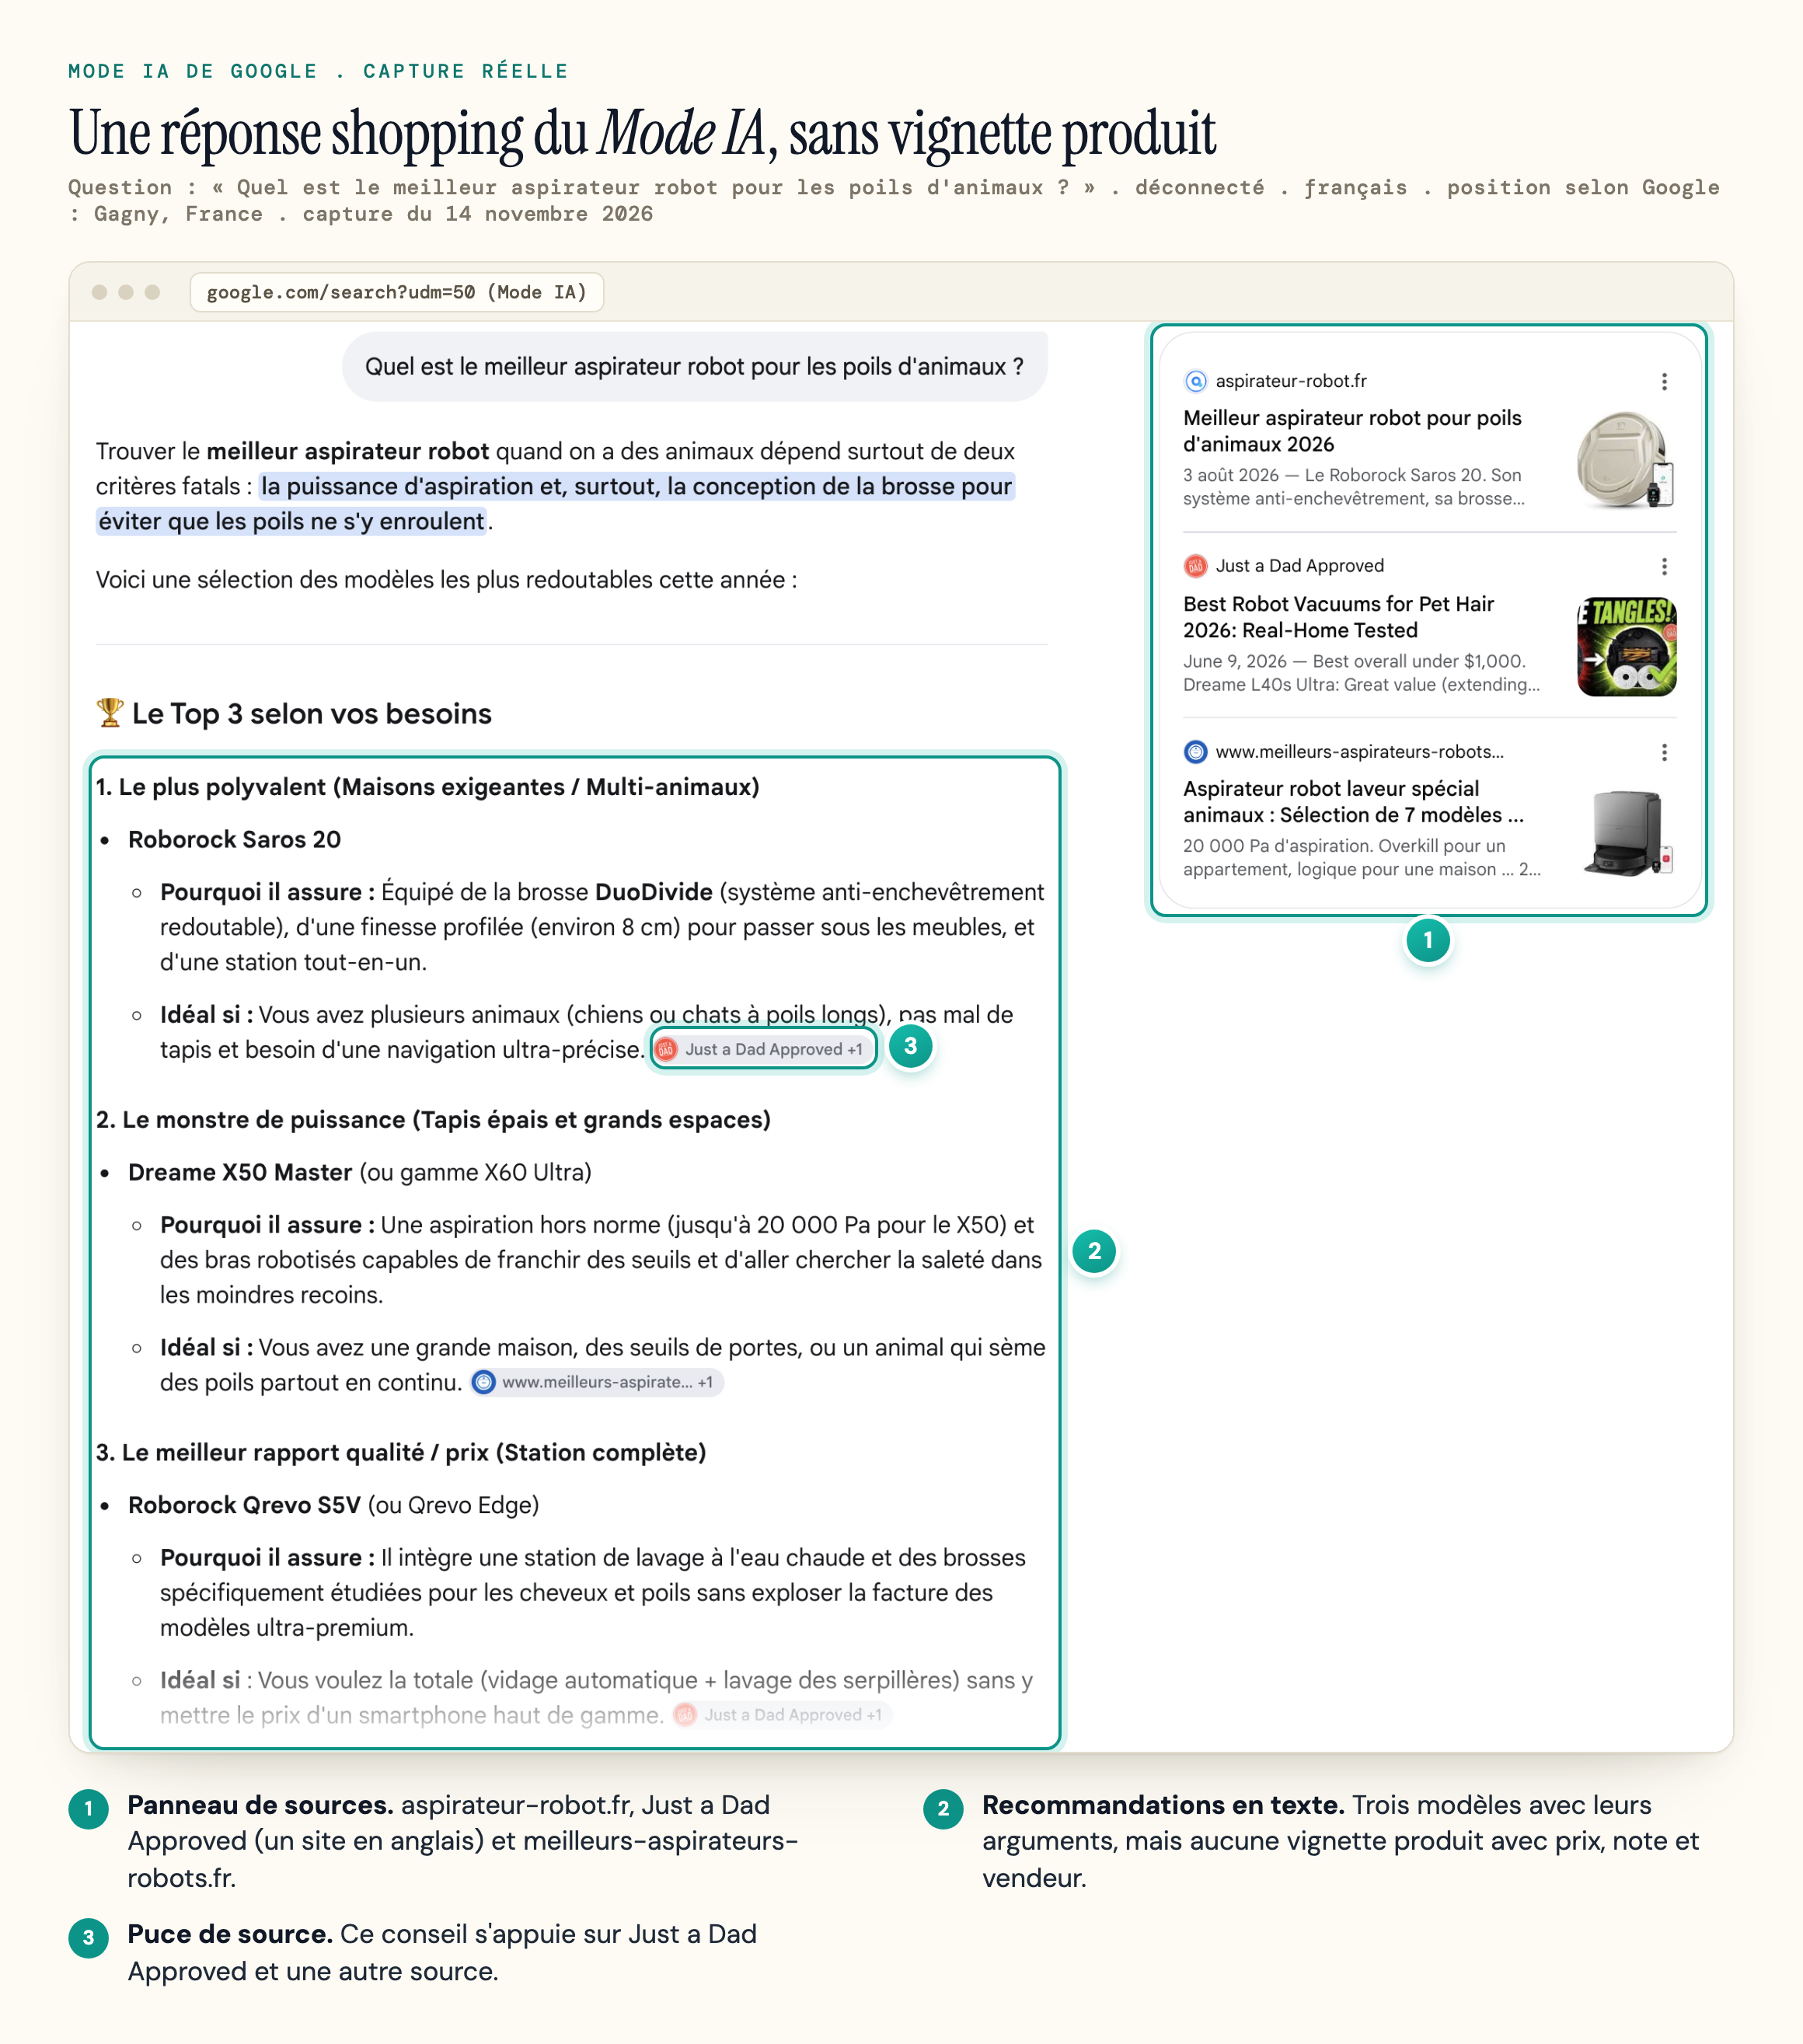 MODE IA DE GOOGLE . CAPTURE RÉELLE
Une réponse shopping du Mode IA, sans vignette produit
Question : « Quel est le meilleur aspirateur robot pour les poils d'animaux ? » . déconnecté . français . position selon Google
: Gagny, France . capture du 14 novembre 2026
google.com/search?udm=50 (Mode IA)
Quel est le meilleur aspirateur robot pour les poils d'animaux ?
Trouver le meilleur aspirateur robot quand on a des animaux dépend surtout de deux
critères fatals : la puissance d'aspiration et, surtout, la conception de la brosse pour
éviter que les poils ne s'y enroulent.
Voici une sélection des modèles les plus redoutables cette année :
🏆 Le Top 3 selon vos besoins
1. Le plus polyvalent (Maisons exigeantes / Multi-animaux)
• Roborock Saros 20
○ Pourquoi il assure : Équipé de la brosse DuoDivide (système anti-enchevêtrement
redoutable), d'une finesse profilée (environ 8 cm) pour passer sous les meubles, et
d'une station tout-en-un.
○ Idéal si : Vous avez plusieurs animaux (chiens ou chats à poils longs), pas mal de
tapis et besoin d'une navigation ultra-précise. Just a Dad Approved +1
3
2. Le monstre de puissance (Tapis épais et grands espaces)
• Dreame X50 Master (ou gamme X60 Ultra)
○ Pourquoi il assure : Une aspiration hors norme (jusqu'à 20 000 Pa pour le X50) et
des bras robotisés capables de franchir des seuils et d'aller chercher la saleté dans
les moindres recoins.
○ Idéal si : Vous avez une grande maison, des seuils de portes, ou un animal qui sème
des poils partout en continu. www.meilleurs-aspirate... +1
3. Le meilleur rapport qualité / prix (Station complète)
• Roborock Qrevo S5V (ou Qrevo Edge)
○ Pourquoi il assure : Il intègre une station de lavage à l'eau chaude et des brosses
spécifiquement étudiées pour les cheveux et poils sans exploser la facture des
modèles ultra-premium.
○ Idéal si : Vous voulez la totale (vidage automatique + lavage des serpillères) sans y
mettre le prix d'un smartphone haut de gamme. Just a Dad Approved +1
2
aspirateur-robot.fr
Meilleur aspirateur robot pour poils
d'animaux 2026
3 août 2026 — Le Roborock Saros 20. Son
système anti-enchevêtrement, sa brosse...
Just a Dad Approved
Best Robot Vacuums for Pet Hair
2026: Real-Home Tested
June 9, 2026 — Best overall under $1,000.
Dreame L40s Ultra: Great value (extending...
E TANGLES!
www.meilleurs-aspirateurs-robots...
Aspirateur robot laveur spécial
animaux : Sélection de 7 modèles ...
20 000 Pa d'aspiration. Overkill pour un
appartement, logique pour une maison ... 2...
1
1 Panneau de sources. aspirateur-robot.fr, Just a Dad
Approved (un site en anglais) et meilleurs-aspirateurs-
robots.fr.
2 Recommandations en texte. Trois modèles avec leurs
arguments, mais aucune vignette produit avec prix, note et
vendeur.
3 Puce de source. Ce conseil s'appuie sur Just a Dad
Approved et une autre source.